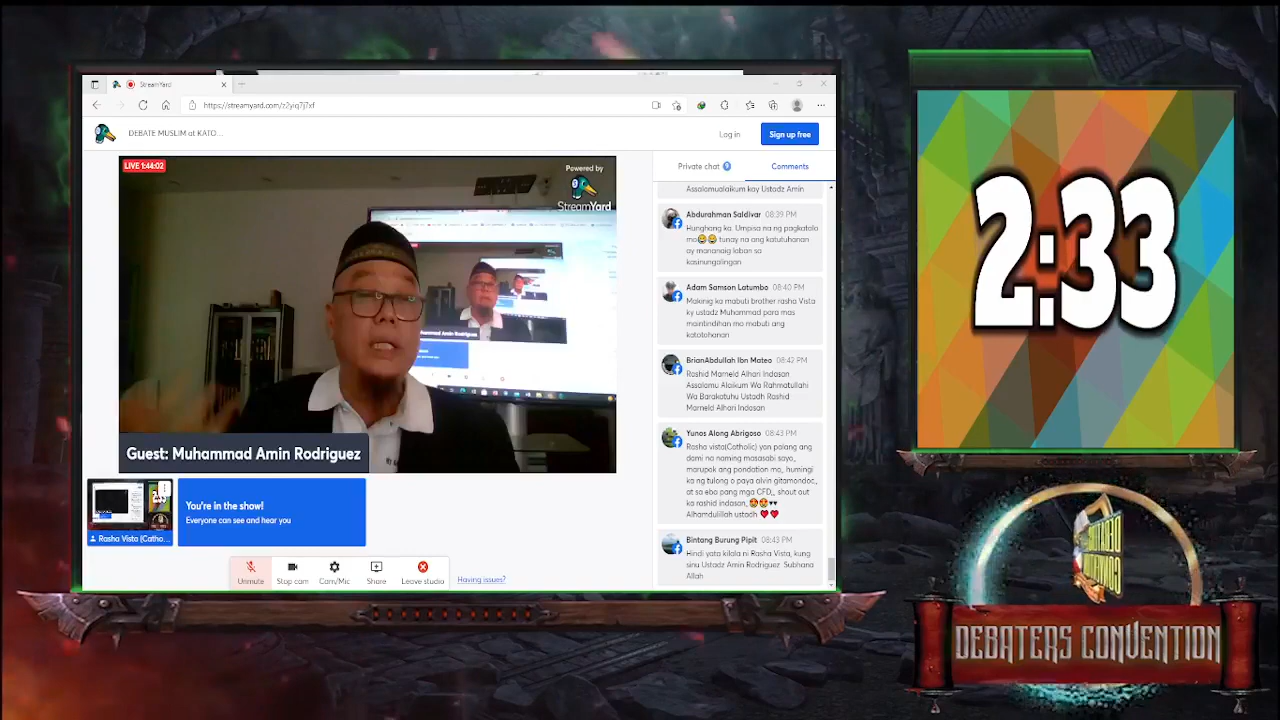 StreamYard
https://streamyard.com/z2yiq7j7xf
DEBATE MUSLIM at KATO...
Log in
Sign up free
LIVE 1:44:02
Powered by
StreamYard
Guest: Muhammad Amin Rodriguez
Rasha Vista (Catho...
You're in the show!
Everyone can see and hear you
Unmute
Stop cam
Cam/Mic
Share
Leave studio
Having issues?
Private chat
Comments
Assalamualaikum kay Ustadz Amin
Abdurahman Saldivar 08:39 PM
Hunghang ka. Umpisa na ng pagkatalo
mo😂😂 tunay na ang katutuhanan
ay mananaig laban sa
kasinungalingan
Adam Samson Latumbo 08:40 PM
Makinig ka mabuti brother rasha Vista
ky ustadz Muhammad para mas
maintindihan mo mabuti ang
katotohanan
BrianAbdullah Ibn Mateo 08:42 PM
Rashid Marneld Alhari Indasan
Assalamu Alaikum Wa Rahmatullahi
Wa Barakatuhu Ustadh Rashid
Marneld Alhari Indasan
Yunos Along Abrigoso 08:43 PM
Rasha visto(Catholic) yan palang ang
dami na naming masasabi sayo,
marupok ang pondation mo, humingi
ka ng tulong o paya alvin gitamondoc,
at sa eba pang mga CFD,, shout out
ka rashid indasan,😍😍🕶
Alhamdulillah ustadh ❤❤
Bintang Burung Pipit 08:43 PM
Hindi yata kilola ni Rasha Vista, kung
sinu Ustadz Amin Rodriguez Subhana
Allah
2:33
DEBATERS
CONVENTION
DEBATERS CONVENTION